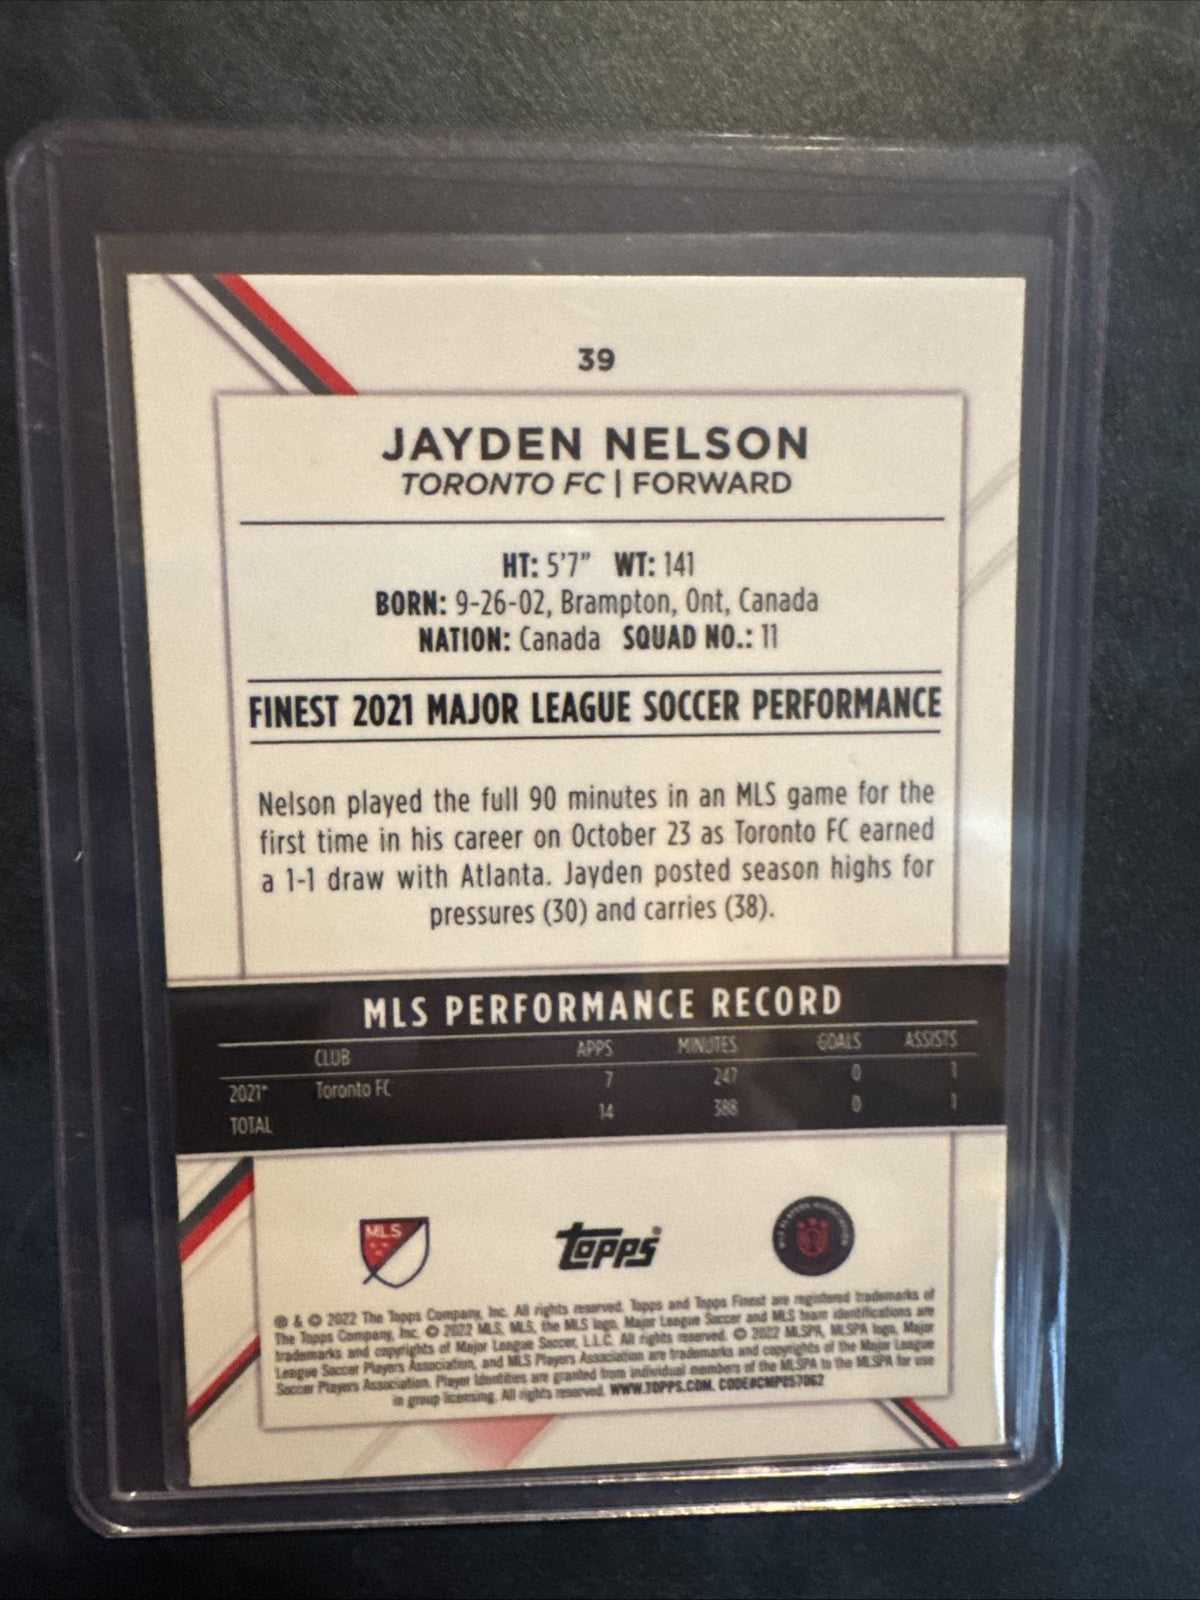 39
JAYDEN NELSON
TORONTO FC | FORWARD
HT: 5'7" WT: 141
BORN: 9-26-02, Brampton, Ont, Canada
NATION: Canada SQUAD NO.: 11
FINEST 2021 MAJOR LEAGUE SOCCER PERFORMANCE
Nelson played the full 90 minutes in an MLS game for the
first time in his career on October 23 as Toronto FC earned
a 1-1 draw with Atlanta. Jayden posted season highs for
pressures (30) and carries (38).
MLS PERFORMANCE RECORD
CLUB APPS MINUTES GOALS ASSISTS
2021* Toronto FC 7 247 0 1
TOTAL 14 388 0 1
MLS
topps
® & © 2022 The Topps Company, Inc. All rights reserved. Topps and Topps Finest are registered trademarks of
The Topps Company, Inc. © 2022 MLS, MLS, the MLS logo, Major League Soccer and MLS team identifications are
trademarks and copyrights of Major League Soccer, L.L.C. All rights reserved. © 2022 MLSPA, MLSPA logo, Major
League Soccer Players Association, and MLS Players Association are trademarks and copyrights of the Major League
Soccer Players Association. Player identities are granted from individual members of the MLSPA to the MLSPA for use
in group licensing. All rights reserved. WWW.TOPPS.COM. CODE#CMP057062